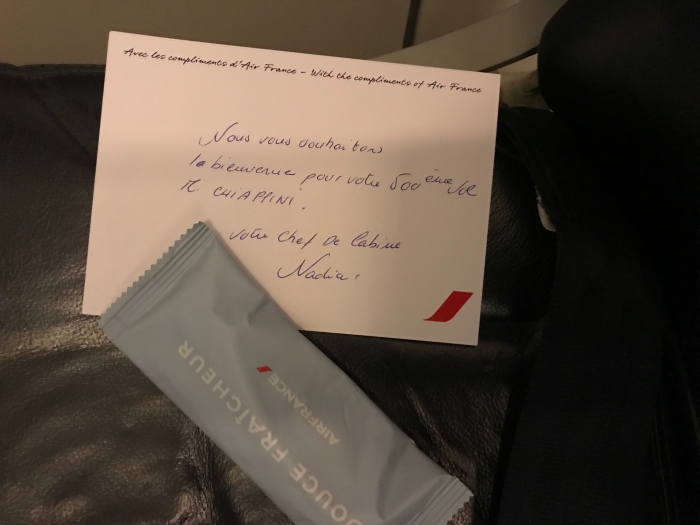 Avec les compliments d'Air France - With the compliments of Air France
Nous vous souhaitons
la bienvenue pour votre 500ème Vol
M. CHIAPPINI !
votre Chef de Cabine
Nadia.
DOUCE FRAÎCHEUR
AIRFRANCE